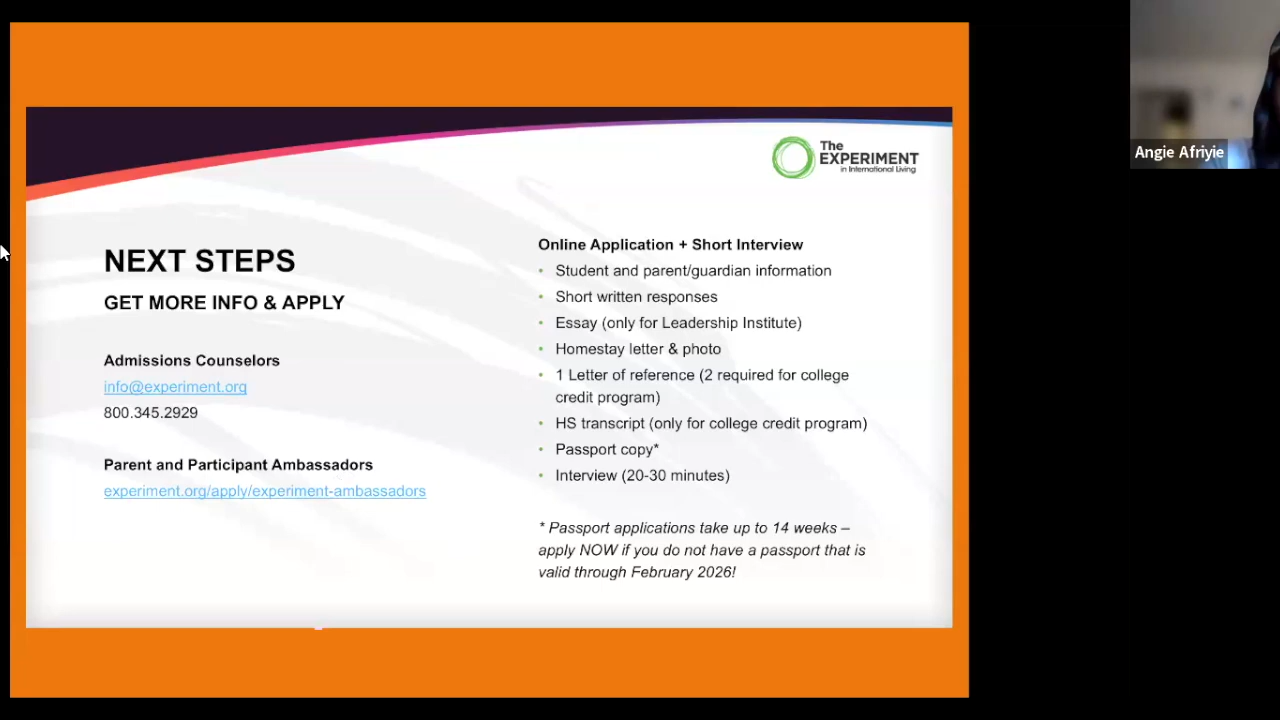 The
EXPERIMENT
in International Living
NEXT STEPS
GET MORE INFO & APPLY
Admissions Counselors
info@experiment.org
800.345.2929
Parent and Participant Ambassadors
experiment.org/apply/experiment-ambassadors
Online Application + Short Interview
• Student and parent/guardian information
• Short written responses
• Essay (only for Leadership Institute)
• Homestay letter & photo
• 1 Letter of reference (2 required for college
credit program)
• HS transcript (only for college credit program)
• Passport copy*
• Interview (20-30 minutes)
* Passport applications take up to 14 weeks –
apply NOW if you do not have a passport that is
valid through February 2026!
Angie Afriyie